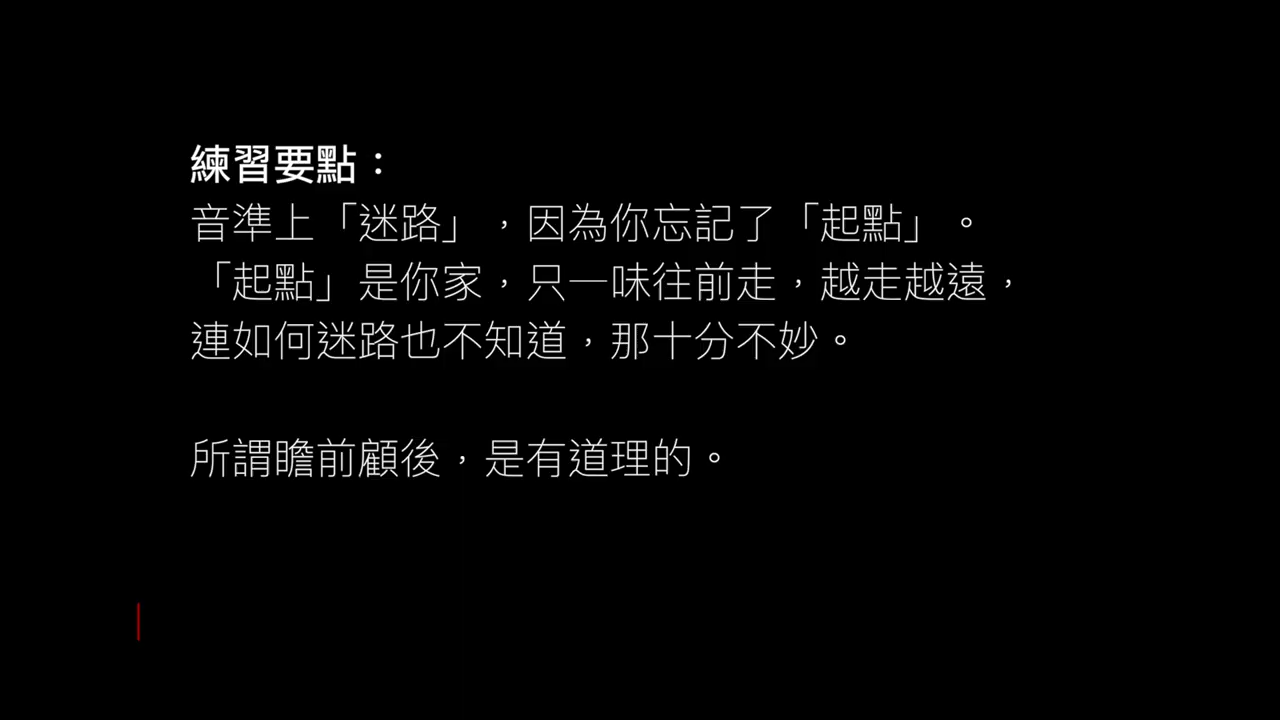 練習要點：
音準上「迷路」，因為你忘記了「起點」。
「起點」是你家，只一味往前走，越走越遠，
連如何迷路也不知道，那十分不妙。
所謂瞻前顧後，是有道理的。